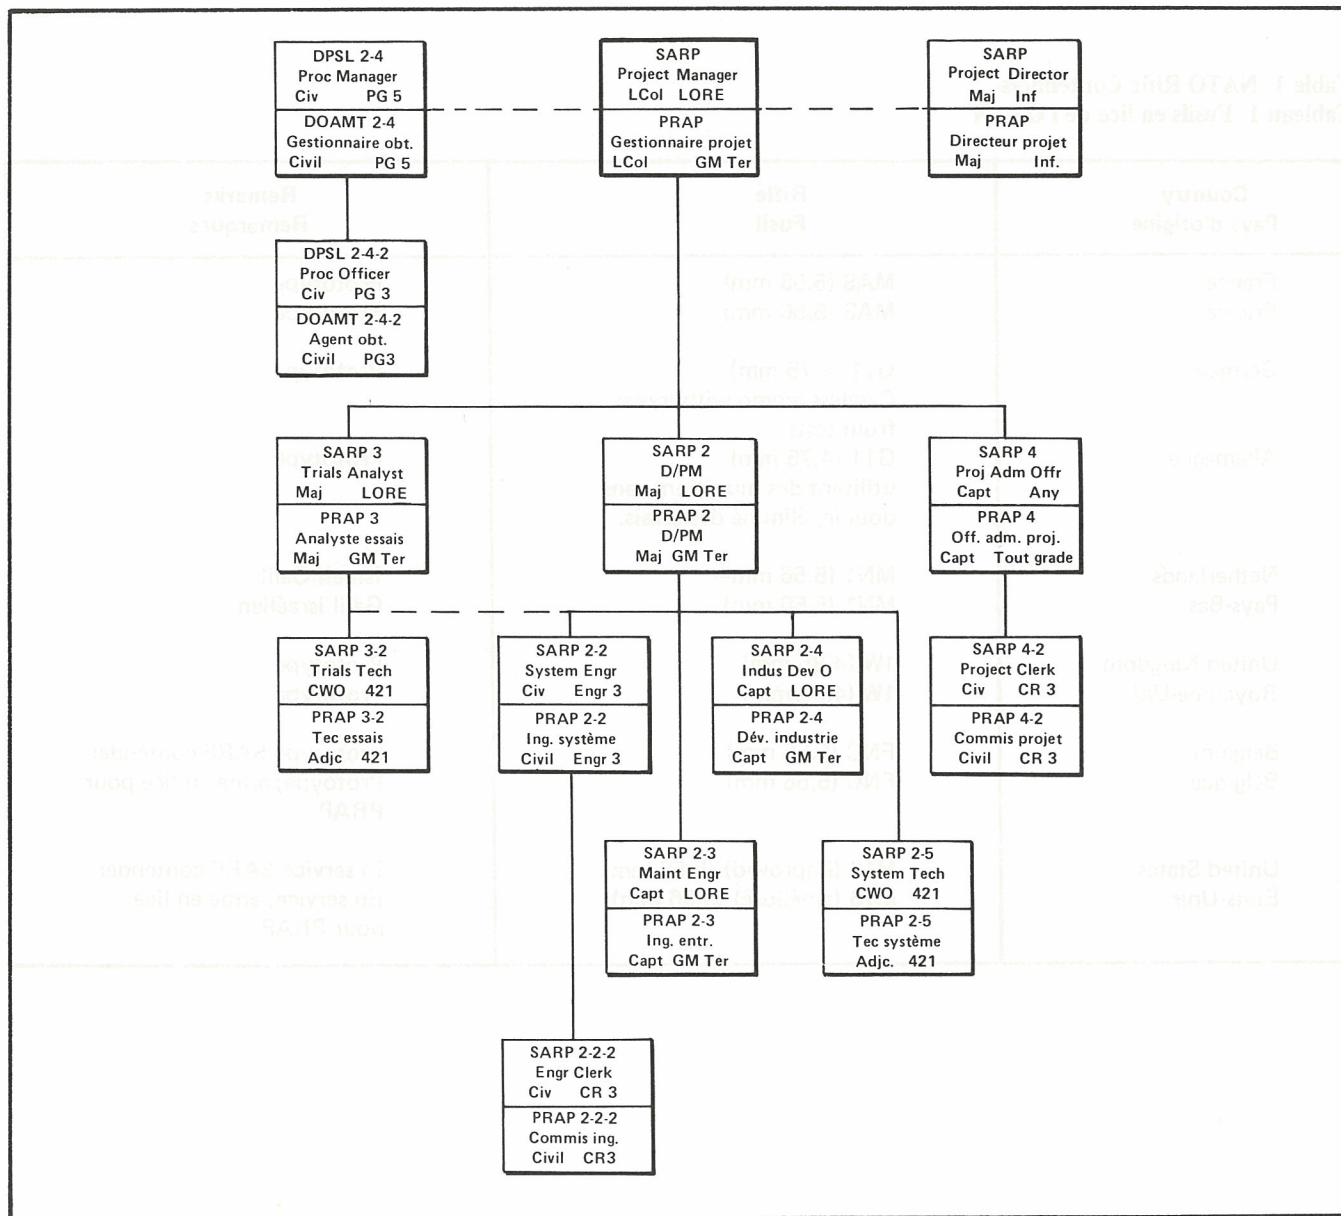 DPSL 2-4
Proc Manager
Civ PG 5
DOAMT 2-4
Gestionnaire obt.
Civil PG 5
SARP
Project Manager
LCol LORE
PRAP
Gestionnaire projet
LCol GM Ter
SARP
Project Director
Maj Inf
PRAP
Directeur projet
Maj Inf.
DPSL 2-4-2
Proc Officer
Civ PG 3
DOAMT 2-4-2
Agent obt.
Civil PG3
SARP 3
Trials Analyst
Maj LORE
PRAP 3
Analyste essais
Maj GM Ter
SARP 2
D/PM
Maj LORE
PRAP 2
D/PM
Maj GM Ter
SARP 4
Proj Adm Offr
Capt Any
PRAP 4
Off. adm. proj.
Capt Tout grade
SARP 3-2
Trials Tech
CWO 421
PRAP 3-2
Tec essais
Adjc 421
SARP 2-2
System Engr
Civ Engr 3
PRAP 2-2
Ing. système
Civil Engr 3
SARP 2-4
Indus Dev O
Capt LORE
PRAP 2-4
Dév. industrie
Capt GM Ter
SARP 4-2
Project Clerk
Civ CR 3
PRAP 4-2
Commis projet
Civil CR 3
SARP 2-3
Maint Engr
Capt LORE
PRAP 2-3
Ing. entr.
Capt GM Ter
SARP 2-5
System Tech
CWO 421
PRAP 2-5
Tec système
Adjc. 421
SARP 2-2-2
Engr Clerk
Civ CR 3
PRAP 2-2-2
Commis ing.
Civil CR3